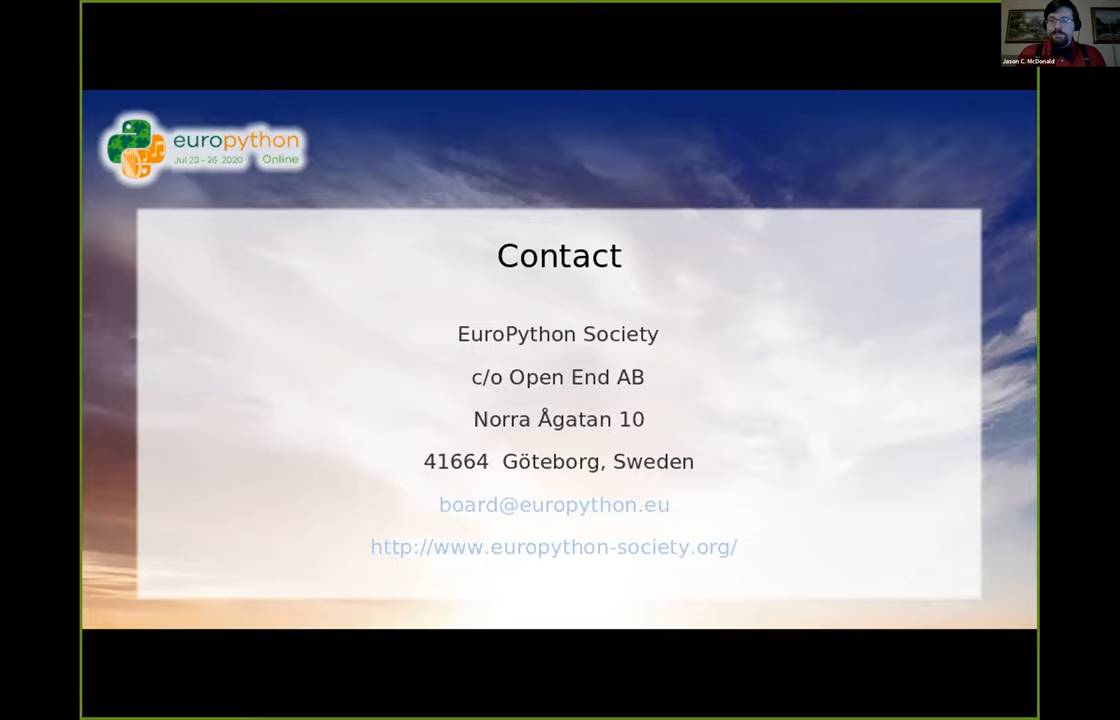 Jason C. McDonald
europython
Jul 23 - 26 2020 Online
Contact
EuroPython Society
c/o Open End AB
Norra Ågatan 10
41664 Göteborg, Sweden
board@europython.eu
http://www.europython-society.org/